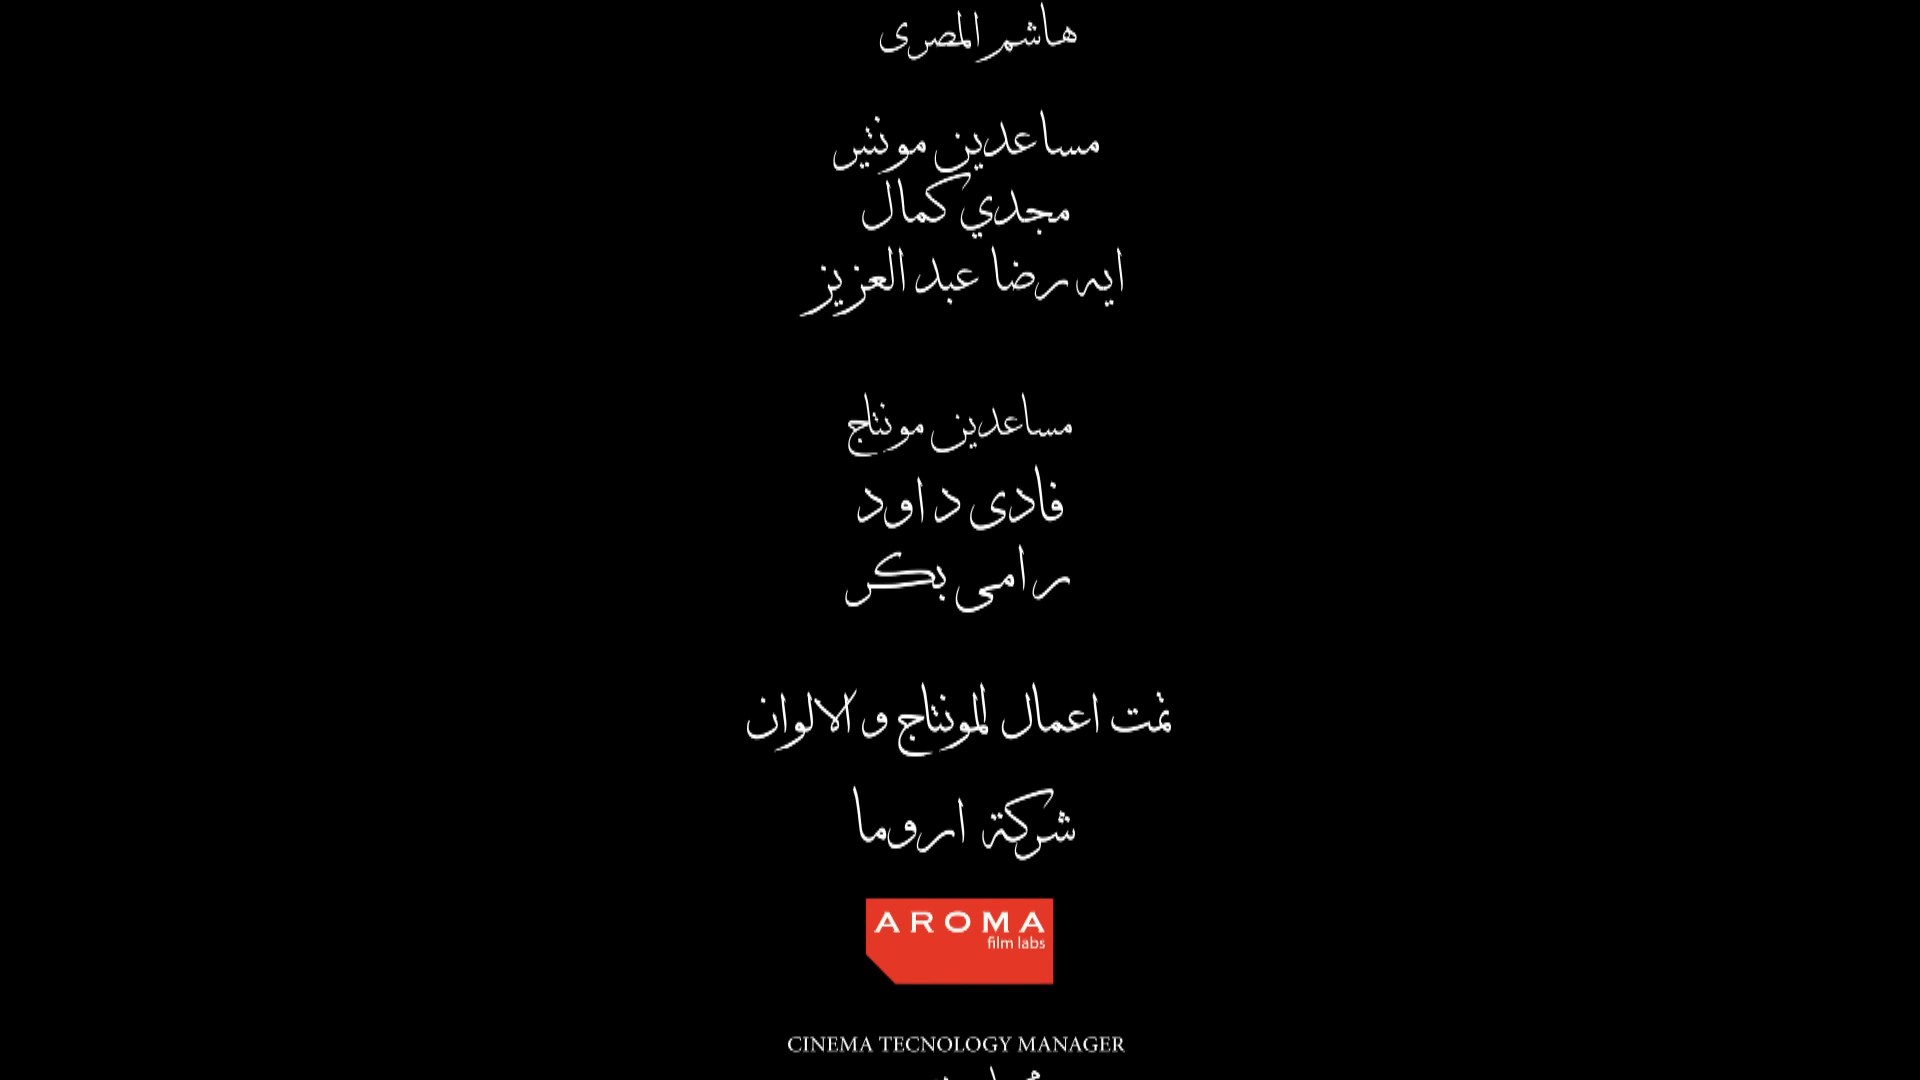 هاشم المصرى
مساعدين مونتير
مجدي كمال
ايه رضا عبد العزيز
مساعدين مونتاج
فادى داود
رامى بكر
تمت اعمال المونتاج و الالوان
شركة اروما
AROMA
film labs
CINEMA TECNOLOGY MANAGER